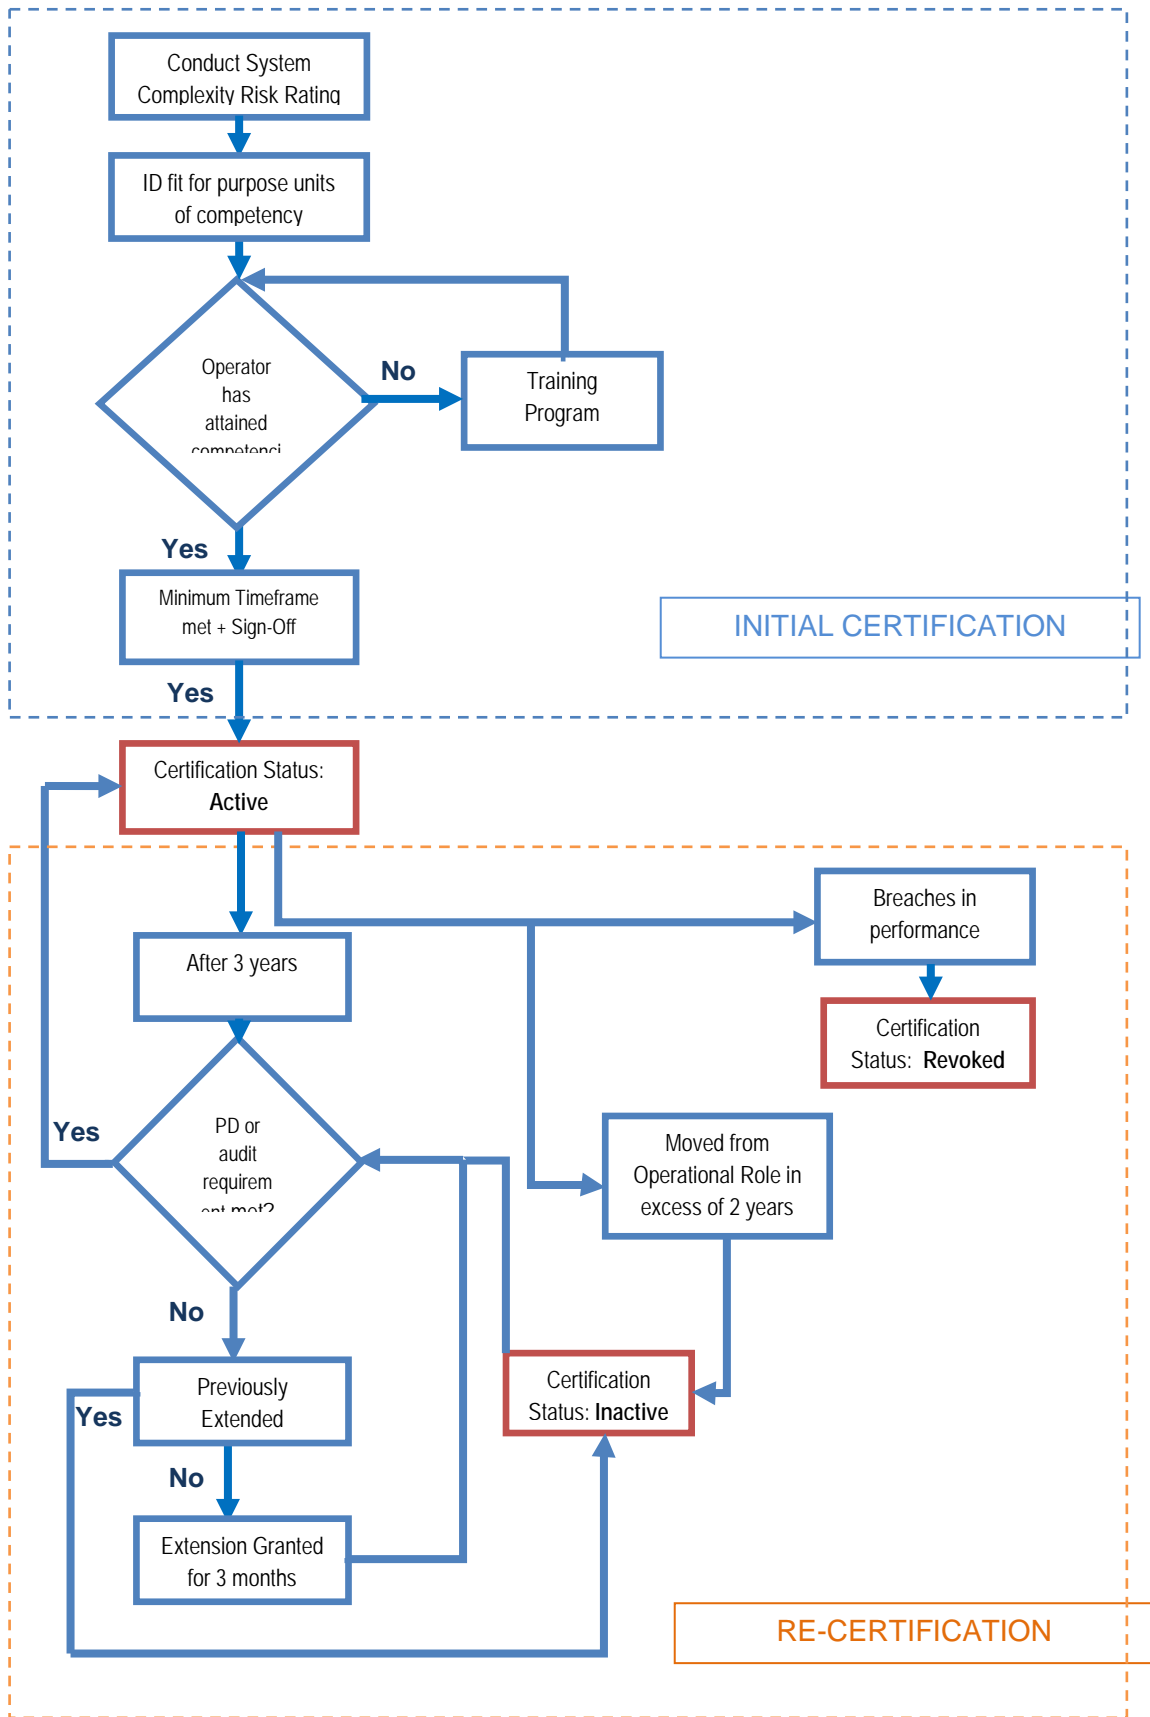 Conduct System
Complexity Risk Rating
ID fit for purpose units
of competency
Operator
has
attained
competenci
No
Training
Program
Yes
Minimum Timeframe
met + Sign-Off
INITIAL CERTIFICATION
Yes
Certification Status:
Active
Breaches in
performance
After 3 years
Certification
Status: Revoked
Yes
PD or
audit
requirem
ent met?
Moved from
Operational Role in
excess of 2 years
No
Previously
Extended
Yes
Certification
Status: Inactive
No
Extension Granted
for 3 months
RE-CERTIFICATION